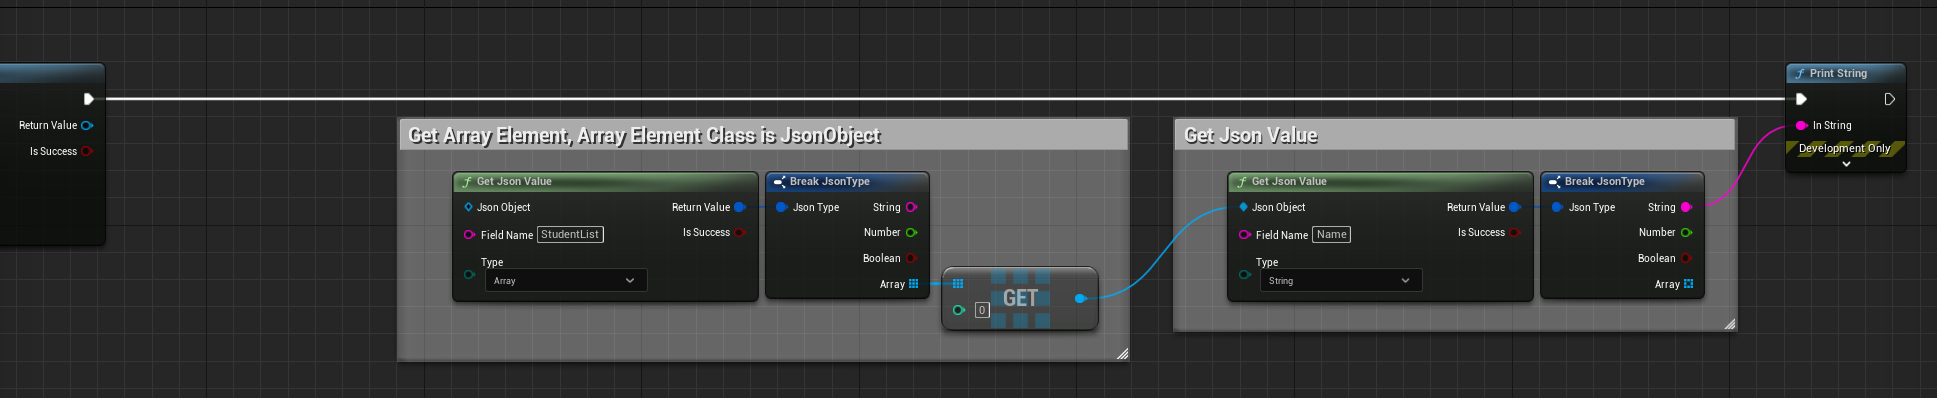 Return Value
Is Success
Get Array Element, Array Element Class is JsonObject
Get Json Value
Json Object
Return Value
Field Name StudentList
Is Success
Type
Array
Break JsonType
Json Type
String
Number
Boolean
Array
0
GET
Get Json Value
Get Json Value
Json Object
Return Value
Field Name Name
Is Success
Type
String
Break JsonType
Json Type
String
Number
Boolean
Array
Print String
In String
Development Only